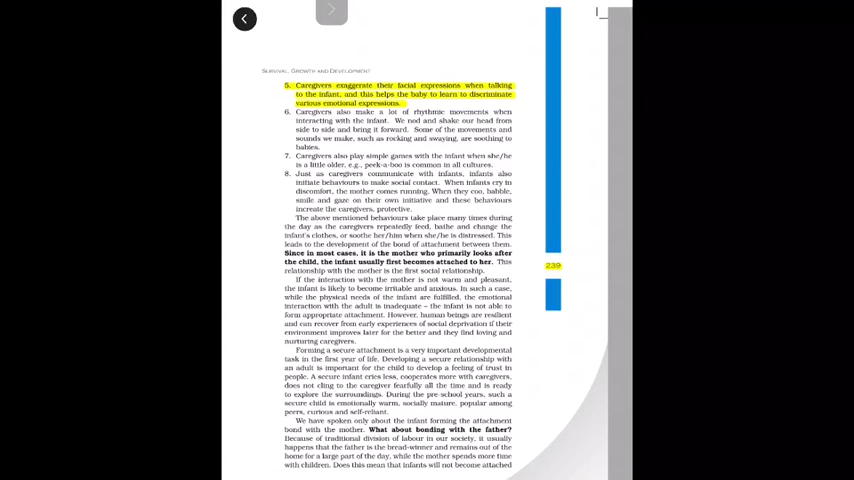 SURVIVAL, GROWTH AND DEVELOPMENT
5. Caregivers exaggerate their facial expressions when talking
to the infant, and this helps the baby to learn to discriminate
various emotional expressions.
6. Caregivers also make a lot of rhythmic movements when
interacting with the infant. We nod and shake our head from
side to side and bring it forward. Some of the movements and
sounds we make, such as rocking and swaying, are soothing to
babies.
7. Caregivers also play simple games with the infant when she/he
is a little older, e.g., peek-a-boo is common in all cultures.
8. Just as caregivers communicate with infants, infants also
initiate behaviours to make social contact. When infants cry in
discomfort, the mother comes running. When they coo, babble,
smile and gaze on their own initiative and these behaviours
increase the caregivers, protective.
The above mentioned behaviours take place many times during
the day as the caregivers repeatedly feed, bathe and change the
infant's clothes, or soothe her/him when she/he is distressed. This
leads to the development of the bond of attachment between them.
Since in most cases, it is the mother who primarily looks after
the child, the infant usually first becomes attached to her. This
relationship with the mother is the first social relationship.
239
If the interaction with the mother is not warm and pleasant,
the infant is likely to become irritable and anxious. In such a case,
while the physical needs of the infant are fulfilled, the emotional
interaction with the adult is inadequate – the infant is not able to
form appropriate attachment. However, human beings are resilient
and can recover from early experiences of social deprivation if their
environment improves later for the better and they find loving and
nurturing caregivers.
Forming a secure attachment is a very important developmental
task in the first year of life. Developing a secure relationship with
an adult is important for the child to develop a feeling of trust in
people. A secure infant cries less, cooperates more with caregivers,
does not cling to the caregiver fearfully all the time and is ready
to explore the surroundings. During the pre-school years, such a
secure child is emotionally warm, socially mature, popular among
peers, curious and self-reliant.
We have spoken only about the infant forming the attachment
bond with the mother. What about bonding with the father?
Because of traditional division of labour in our society, it usually
happens that the father is the bread-winner and remains out of the
home for a large part of the day, while the mother spends more time
with children. Does this mean that infants will not become attached